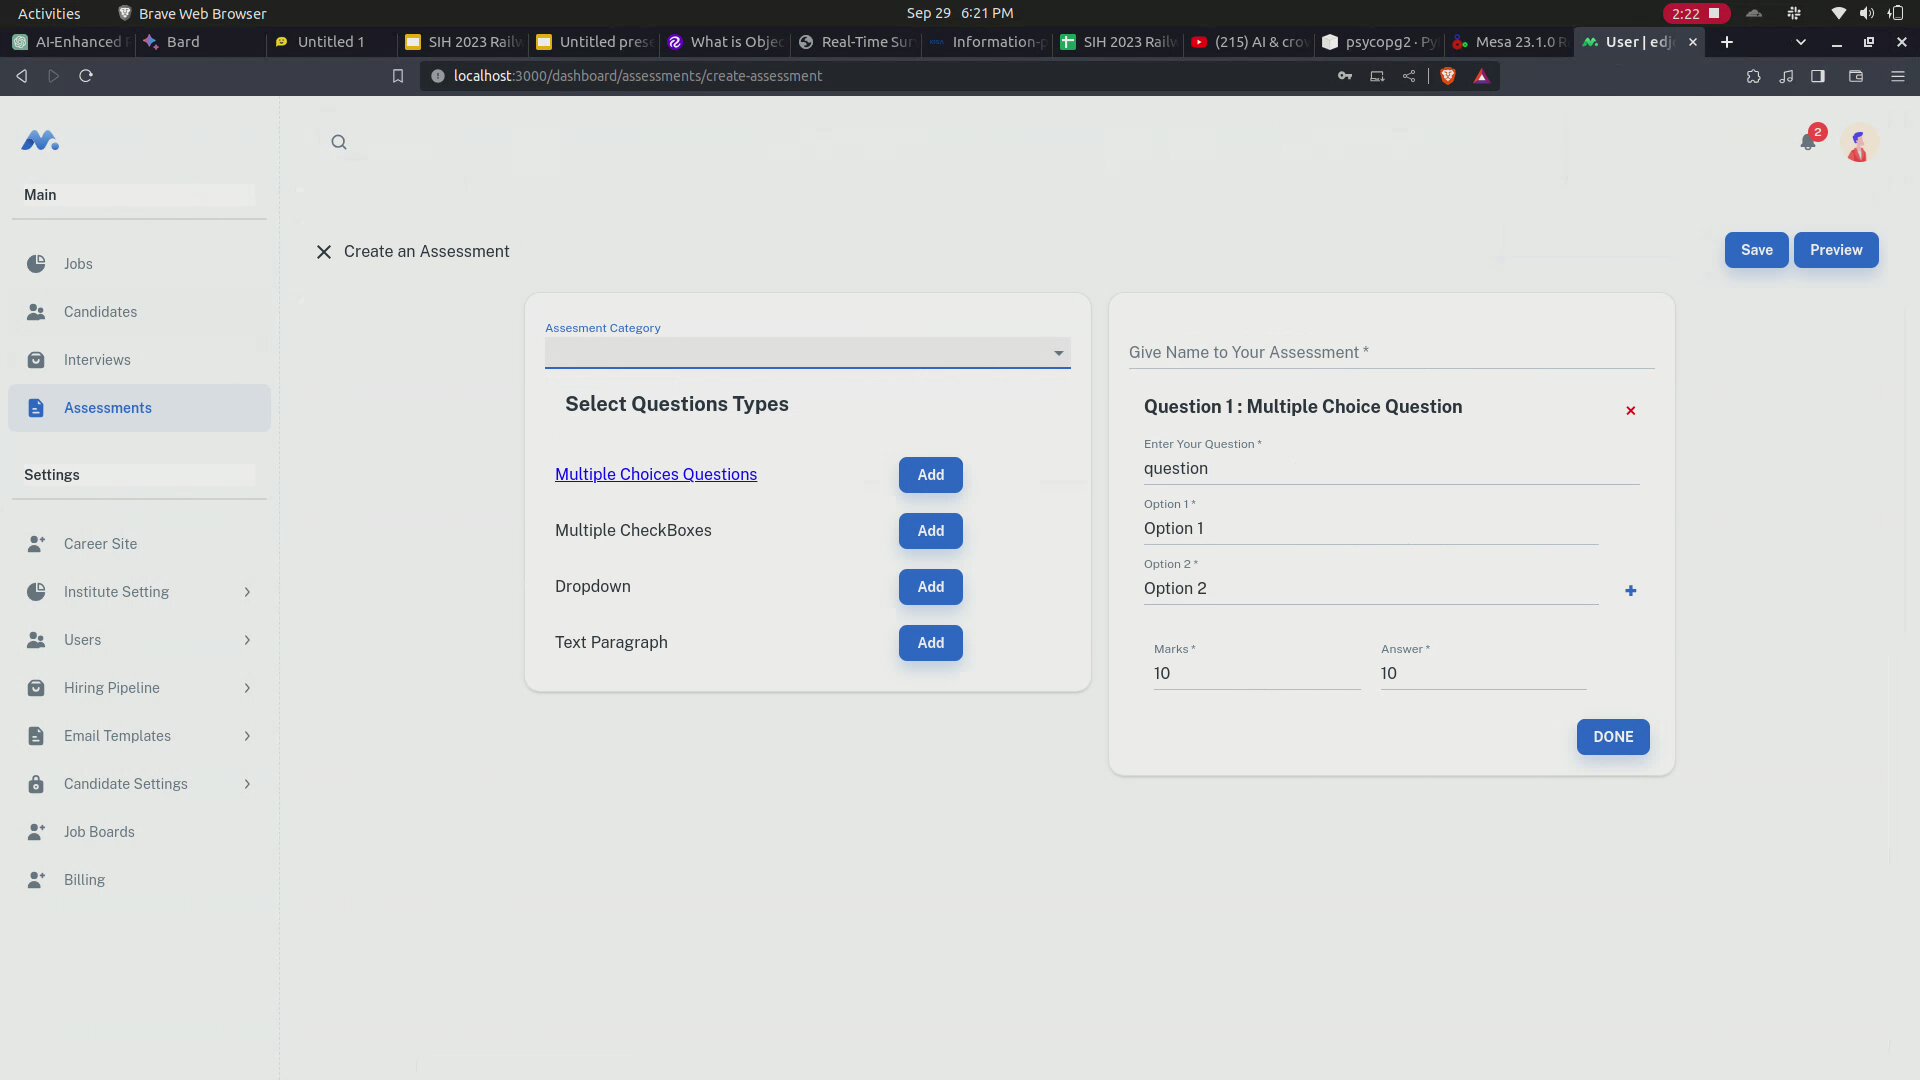 Activities Brave Web Browser Sep 29 6:21 PM 2:22
AI-Enhanced Bard Untitled 1 SIH 2023 Railw Untitled prese What is Objec Real-Time Sur Information-p SIH 2023 Railw (215) AI & crow psycopg2 · Py Mesa 23.1.0 R User | edj
localhost:3000/dashboard/assessments/create-assessment
2
Main
Jobs
Candidates
Interviews
Assessments
Settings
Career Site
Institute Setting
Users
Hiring Pipeline
Email Templates
Candidate Settings
Job Boards
Billing
Create an Assessment
Save Preview
Assesment Category
Select Questions Types
Multiple Choices Questions Add
Multiple CheckBoxes Add
Dropdown Add
Text Paragraph Add
Give Name to Your Assessment *
Question 1 : Multiple Choice Question
Enter Your Question *
question
Option 1 *
Option 1
Option 2 *
Option 2
Marks * Answer *
10 10
DONE